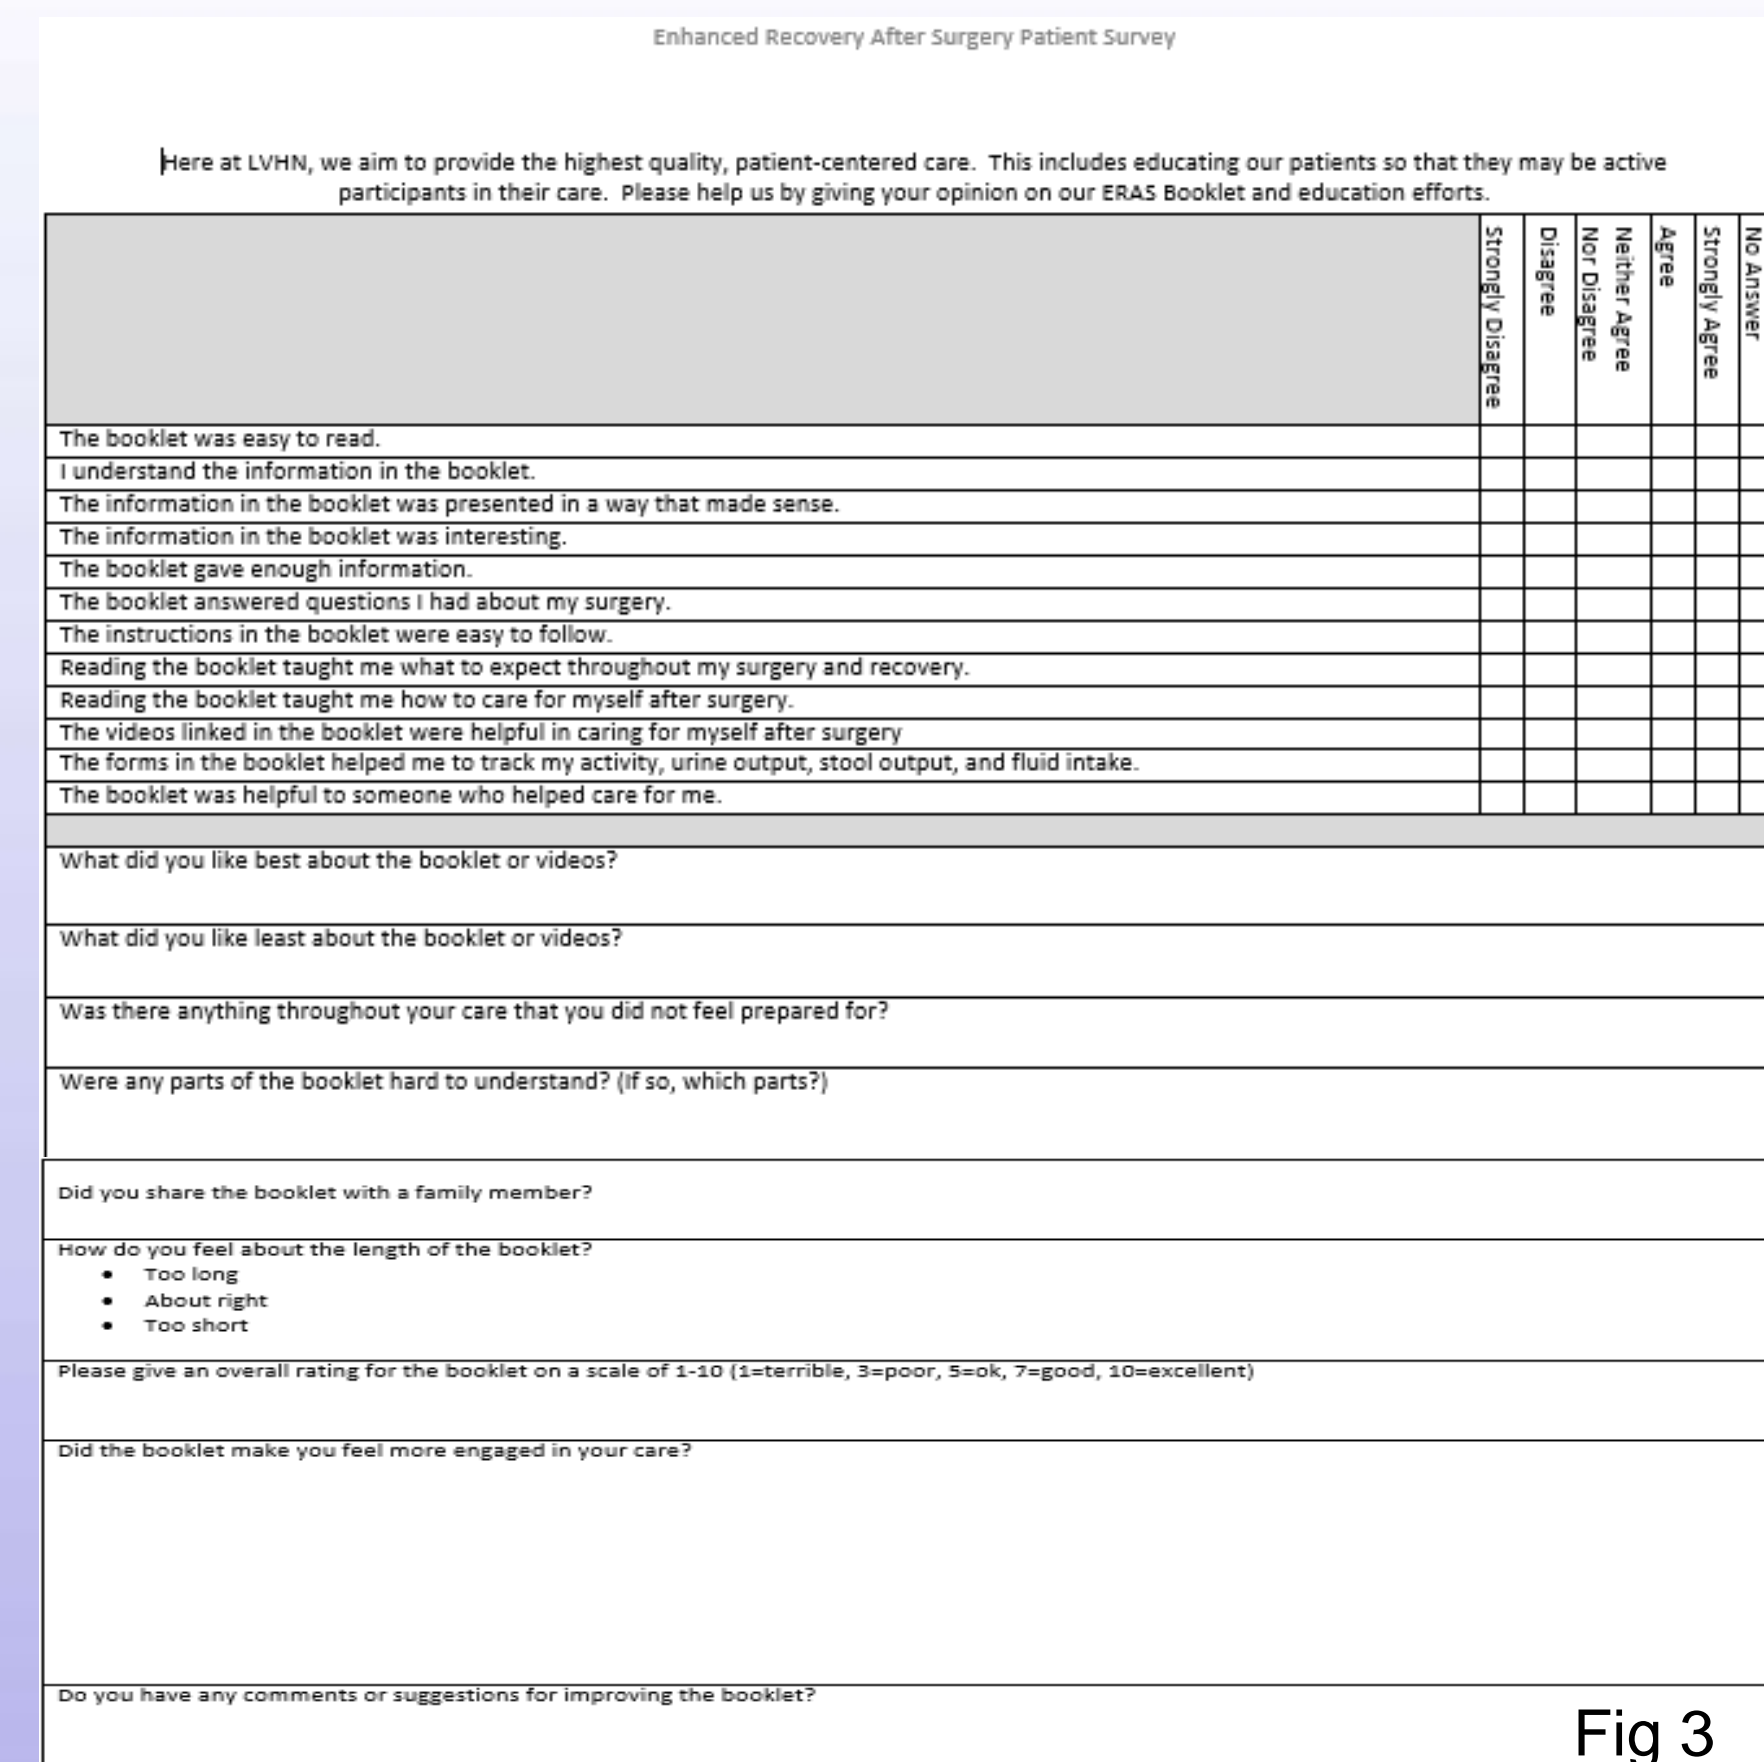 Enhanced Recovery After Surgery Patient Survey
Here at LVHN, we aim to provide the highest quality, patient-centered care.  This includes educating our patients so that they may be active
participants in their care.  Please help us by giving your opinion on our ERAS Booklet and education efforts.
Strongly Disagree
Disagree
Neither Agree
Nor Disagree
Agree
Strongly Agree
No Answer
The booklet was easy to read.
I understand the information in the booklet.
The information in the booklet was presented in a way that made sense.
The information in the booklet was interesting.
The booklet gave enough information.
The booklet answered questions I had about my surgery.
The instructions in the booklet were easy to follow.
Reading the booklet taught me what to expect throughout my surgery and recovery.
Reading the booklet taught me how to care for myself after surgery.
The videos linked in the booklet were helpful in caring for myself after surgery
The forms in the booklet helped me to track my activity, urine output, stool output, and fluid intake.
The booklet was helpful to someone who helped care for me.
What did you like best about the booklet or videos?
What did you like least about the booklet or videos?
Was there anything throughout your care that you did not feel prepared for?
Were any parts of the booklet hard to understand? (If so, which parts?)
Did you share the booklet with a family member?
How do you feel about the length of the booklet?
• Too long
• About right
• Too short
Please give an overall rating for the booklet on a scale of 1-10 (1=terrible, 3=poor, 5=ok, 7=good, 10=excellent)
Did the booklet make you feel more engaged in your care?
Do you have any comments or suggestions for improving the booklet?
Fig 3